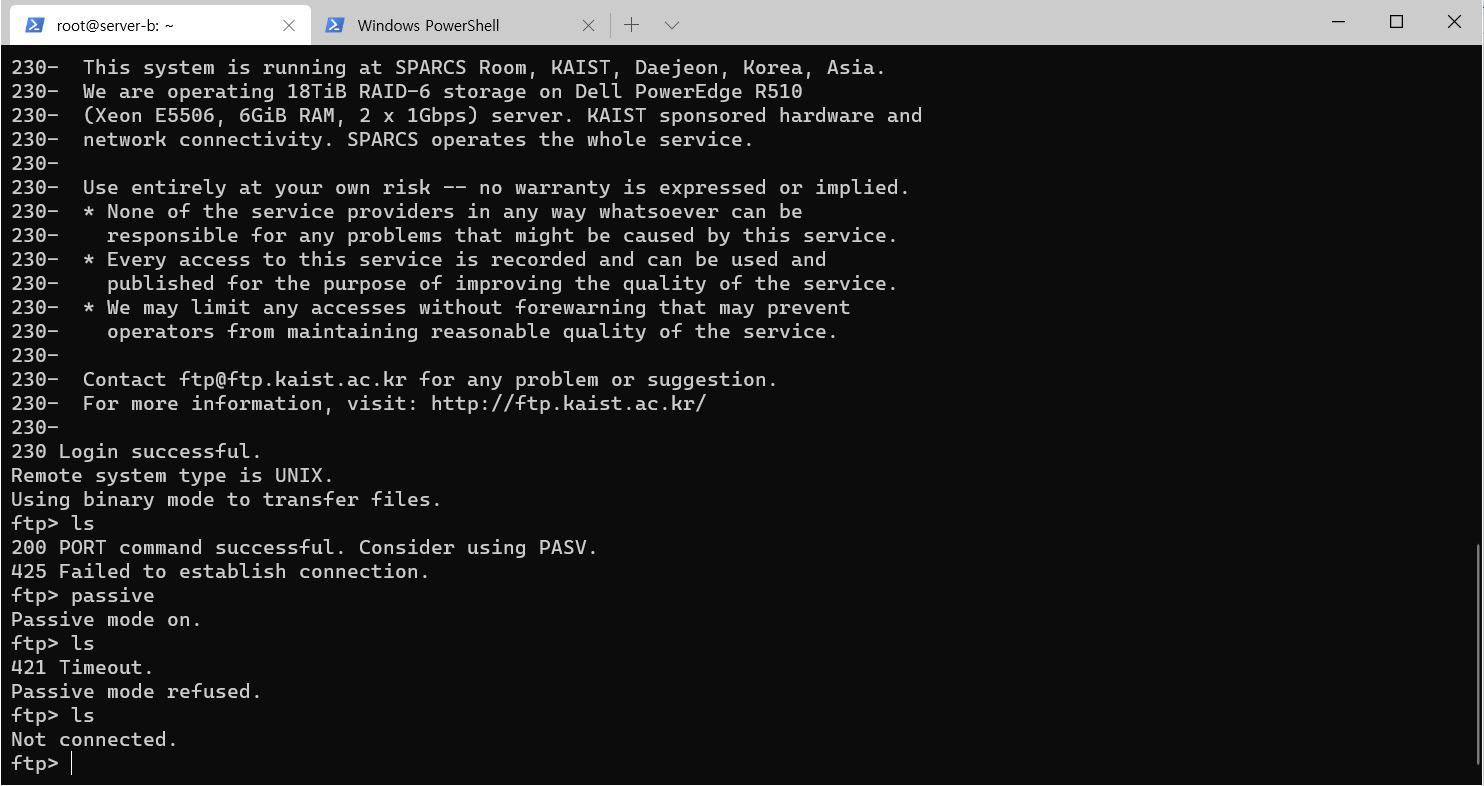 root@server-b: ~
Windows PowerShell
230-  This system is running at SPARCS Room, KAIST, Daejeon, Korea, Asia.
230-  We are operating 18TiB RAID-6 storage on Dell PowerEdge R510
230-  (Xeon E5506, 6GiB RAM, 2 x 1Gbps) server. KAIST sponsored hardware and
230-  network connectivity. SPARCS operates the whole service.
230-
230-  Use entirely at your own risk -- no warranty is expressed or implied.
230-  * None of the service providers in any way whatsoever can be
230-    responsible for any problems that might be caused by this service.
230-  * Every access to this service is recorded and can be used and
230-    published for the purpose of improving the quality of the service.
230-  * We may limit any accesses without forewarning that may prevent
230-    operators from maintaining reasonable quality of the service.
230-
230-  Contact ftp@ftp.kaist.ac.kr for any problem or suggestion.
230-  For more information, visit: http://ftp.kaist.ac.kr/
230-
230 Login successful.
Remote system type is UNIX.
Using binary mode to transfer files.
ftp> ls
200 PORT command successful. Consider using PASV.
425 Failed to establish connection.
ftp> passive
Passive mode on.
ftp> ls
421 Timeout.
Passive mode refused.
ftp> ls
Not connected.
ftp>